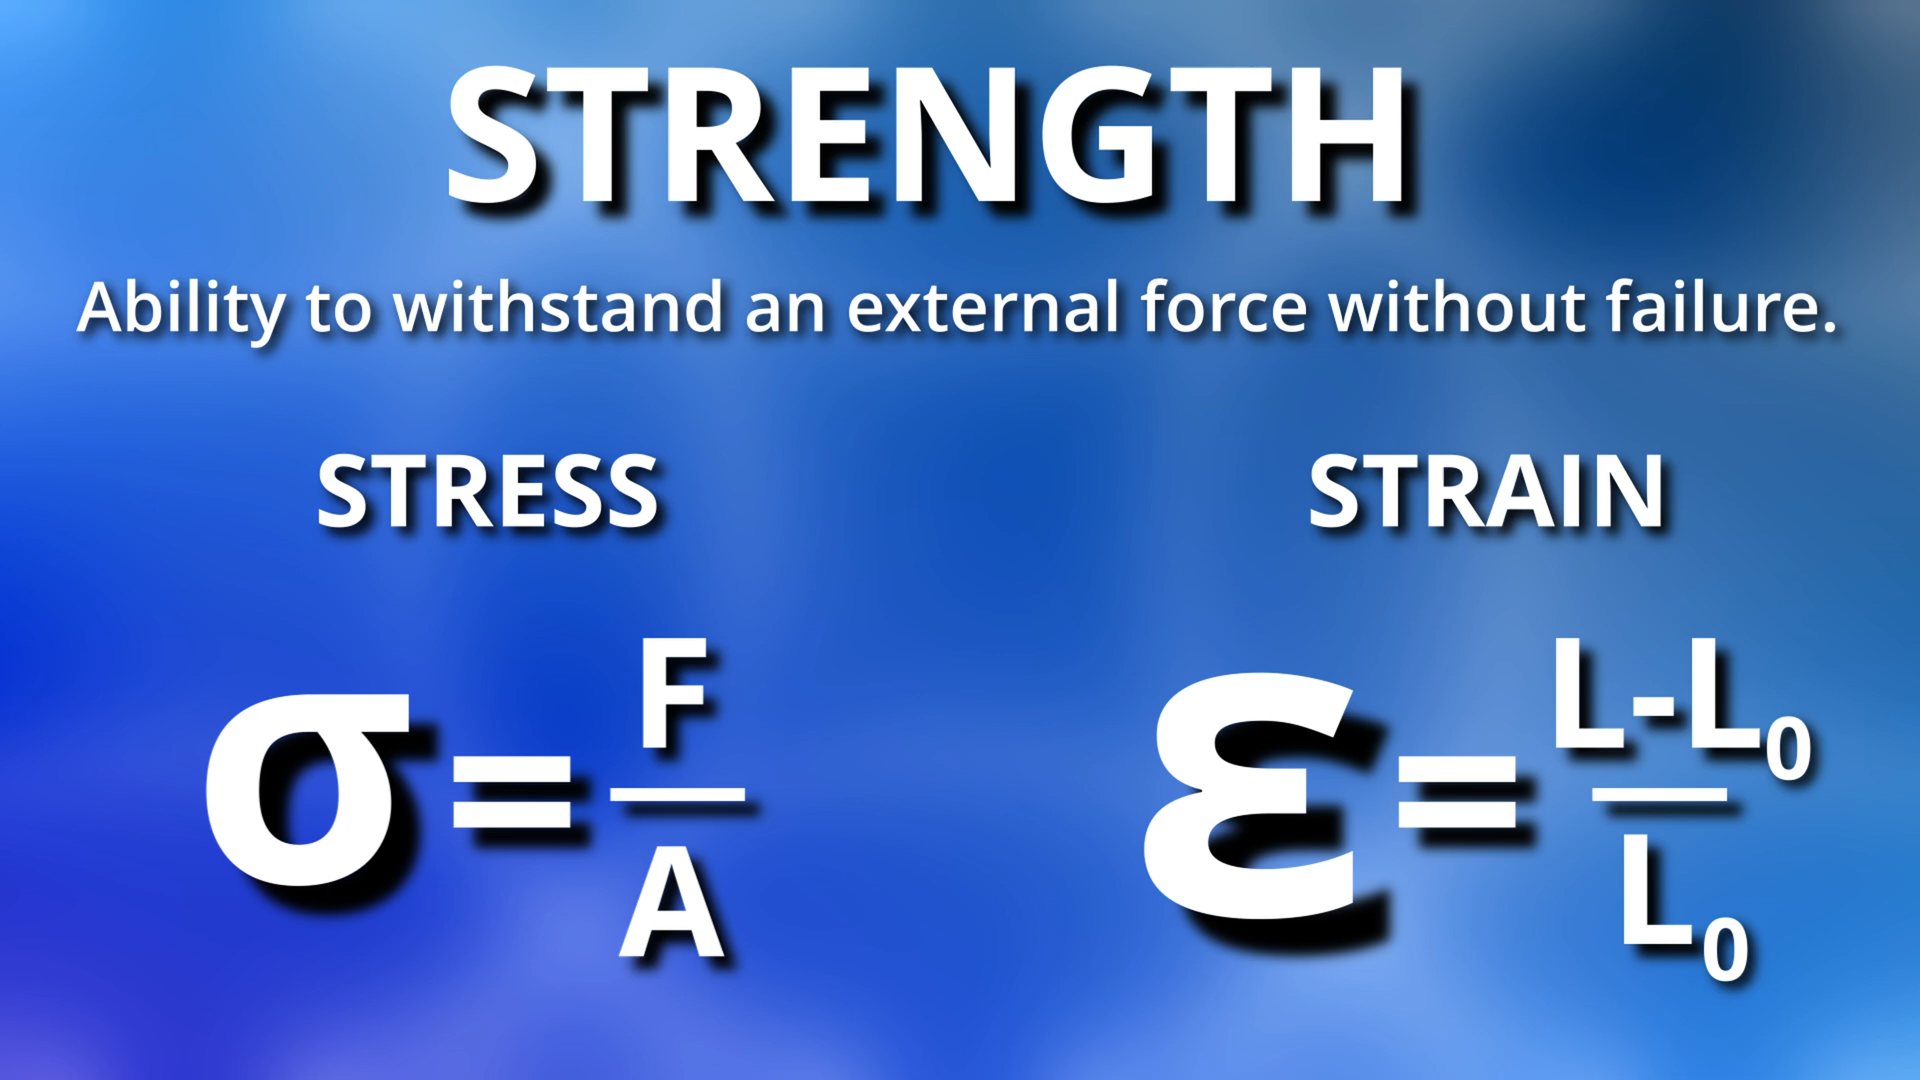 STRENGTH
Ability to withstand an external force without failure.
STRESS
STRAIN
σ=F/A
ε=L-L₀/L₀